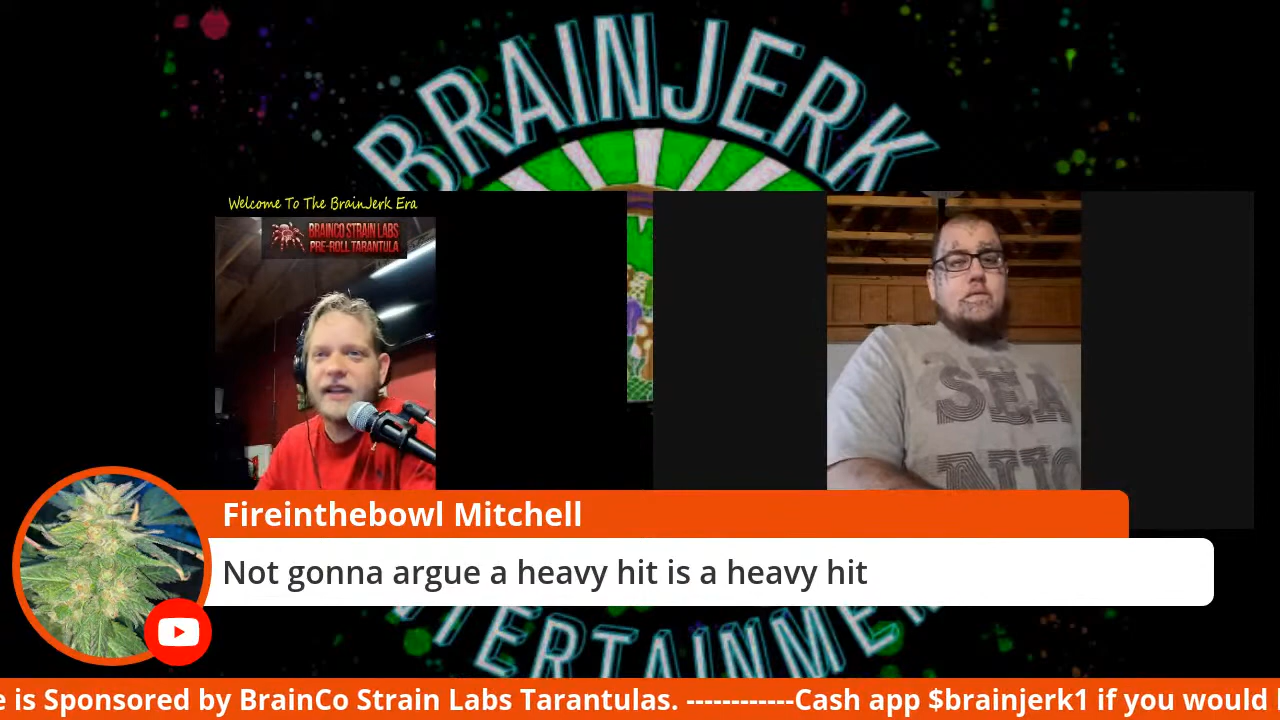 BRAINJERK
Welcome To The BrainJerk Era
BRAINCO STRAIN LABS
PRE-ROLL TARANTULA
SEA
Fireinthebowl Mitchell
Not gonna argue a heavy hit is a heavy hit
is Sponsored by BrainCo Strain Labs Tarantulas. ------------Cash app $brainjerk1 if you would